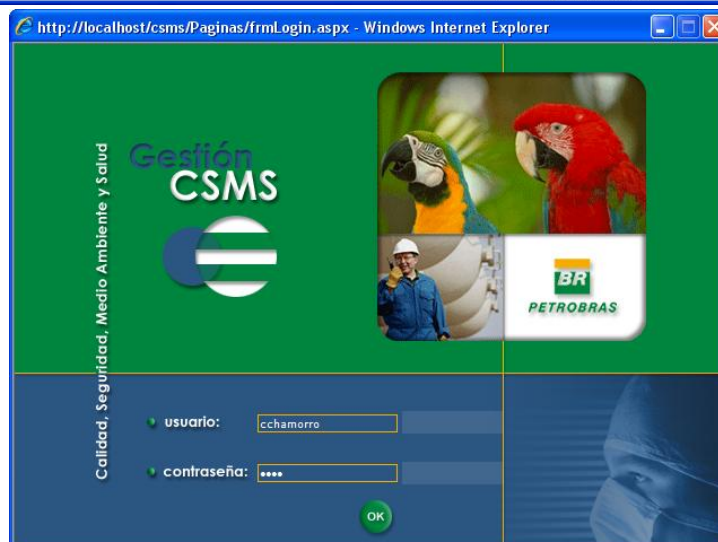 http://localhost/csms/Paginas/frmLogin.aspx - Windows Internet Explorer
Gestión
CSMS
Calidad, Seguridad, Medio Ambiente y Salud
BR
PETROBRAS
usuario:
cchamorro
contraseña:
••••
OK